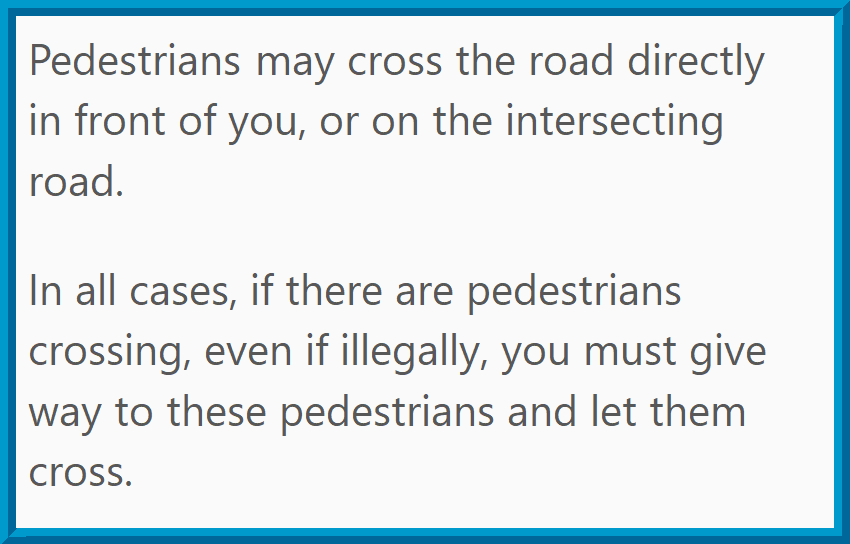 Pedestrians may cross the road directly
in front of you, or on the intersecting
road.
In all cases, if there are pedestrians
crossing, even if illegally, you must give
way to these pedestrians and let them
cross.